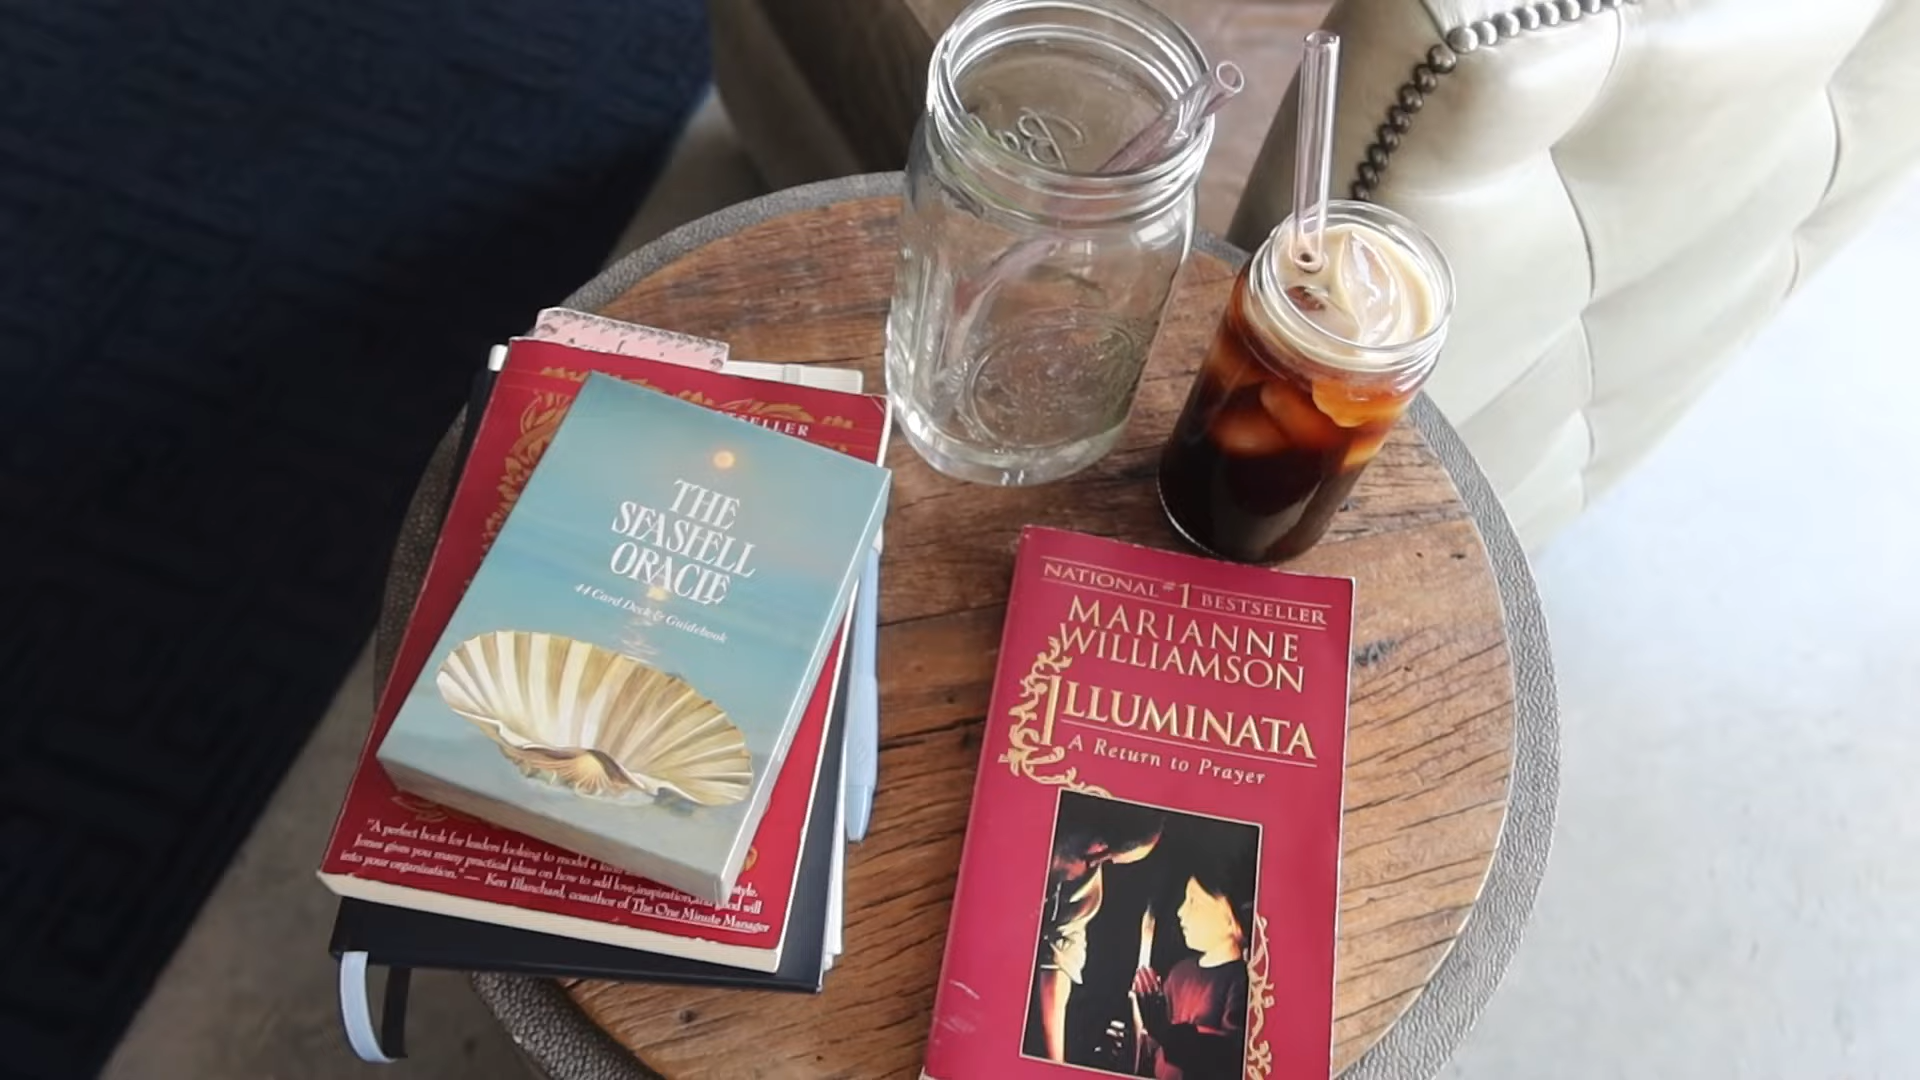 THE
SEASHELL
ORACLE
44 Card Deck & Guidebook
"A perfect book for leaders looking to model a
Jesus gives you many practical ideas on how to add love, inspiration, and good will
into your organization." — Ken Blanchard, coauthor of The One Minute Manager
NATIONAL #1 BESTSELLER
MARIANNE
WILLIAMSON
ILLUMINATA
A Return to Prayer